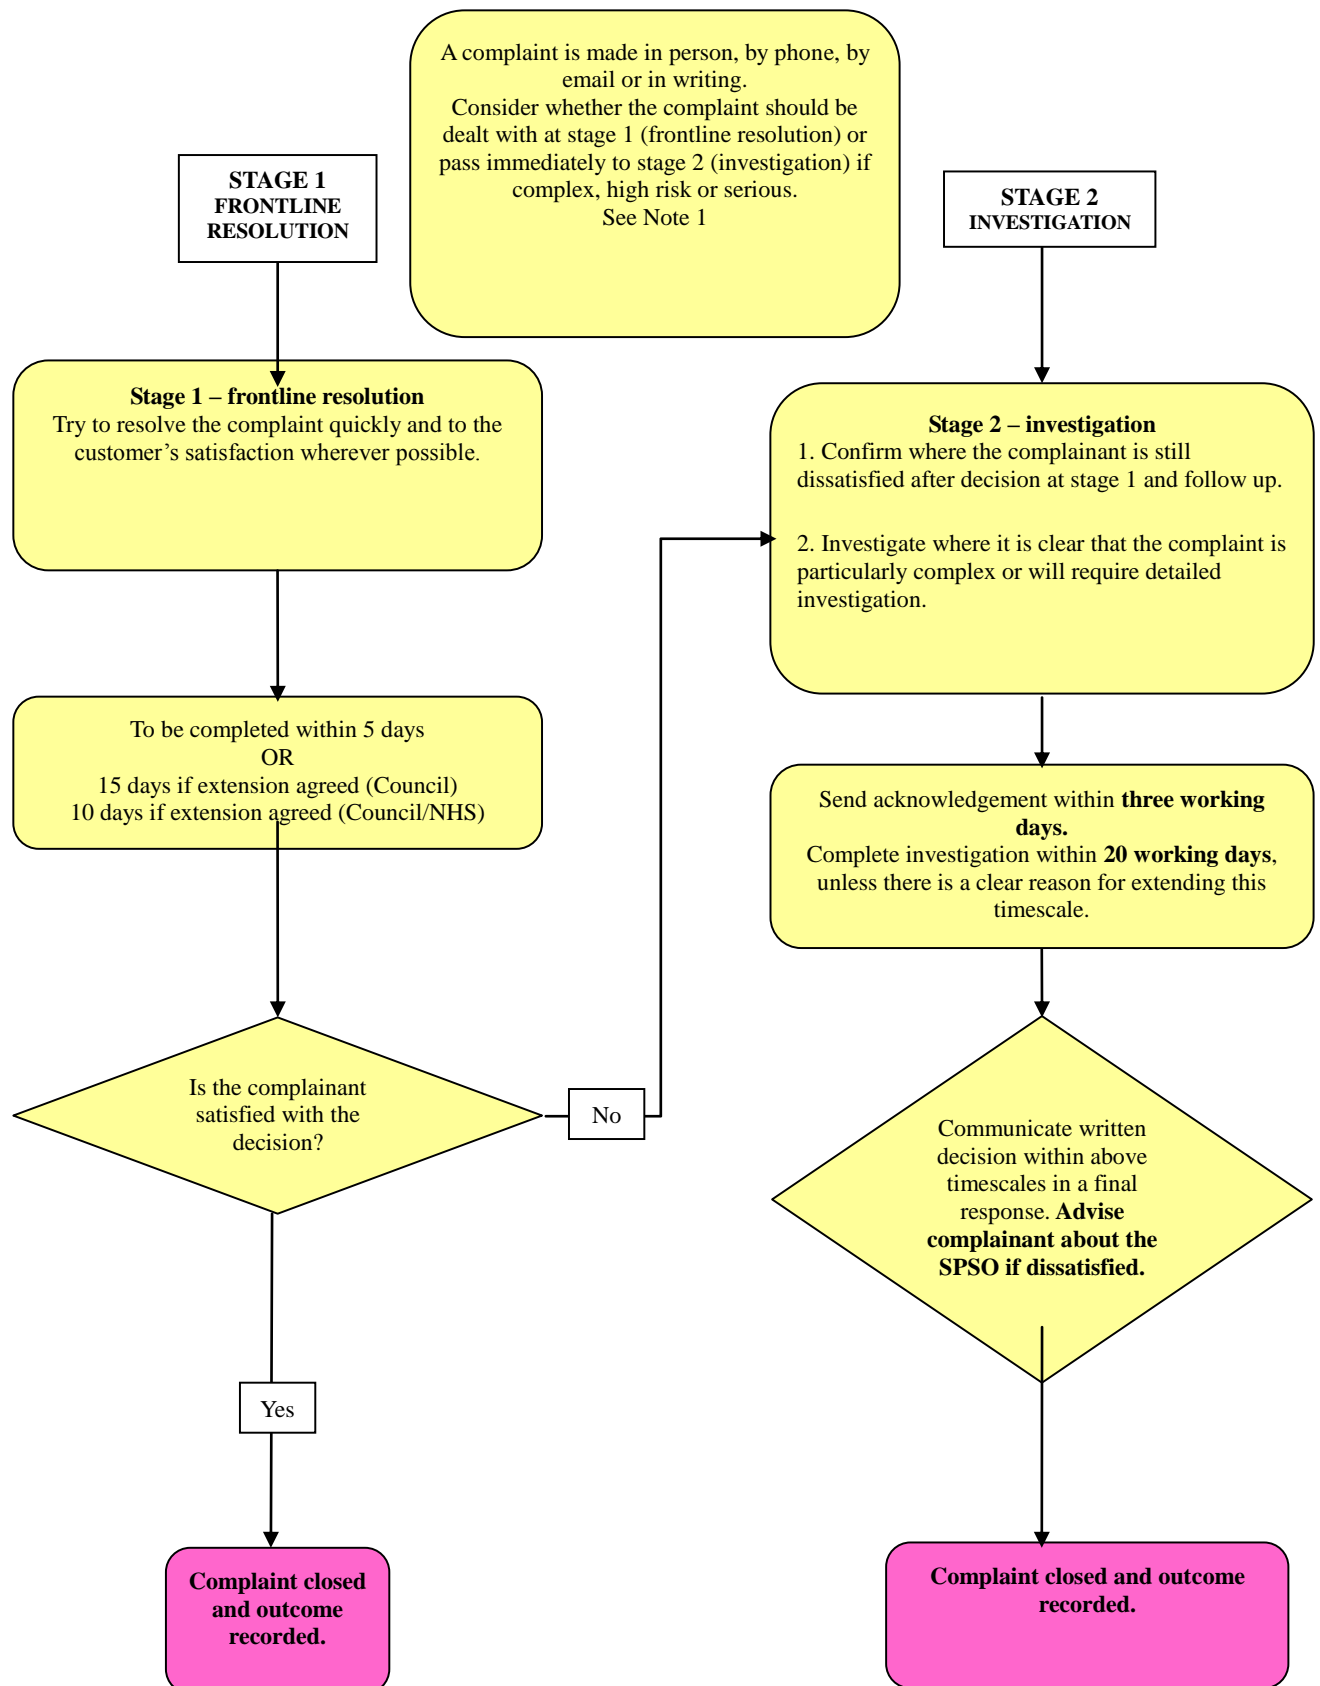 A complaint is made in person, by phone, by
email or in writing.
Consider whether the complaint should be
dealt with at stage 1 (frontline resolution) or
pass immediately to stage 2 (investigation) if
complex, high risk or serious.
See Note 1
STAGE 1
FRONTLINE
RESOLUTION
STAGE 2
INVESTIGATION
Stage 1 – frontline resolution
Try to resolve the complaint quickly and to the
customer’s satisfaction wherever possible.
Stage 2 – investigation
1. Confirm where the complainant is still
dissatisfied after decision at stage 1 and follow up.
2. Investigate where it is clear that the complaint is
particularly complex or will require detailed
investigation.
To be completed within 5 days
OR
15 days if extension agreed (Council)
10 days if extension agreed (Council/NHS)
Send acknowledgement within three working
days.
Complete investigation within 20 working days,
unless there is a clear reason for extending this
timescale.
Is the complainant
satisfied with the
decision?
No
Communicate written
decision within above
timescales in a final
response. Advise
complainant about the
SPSO if dissatisfied.
Yes
Complaint closed
and outcome
recorded.
Complaint closed and outcome
recorded.